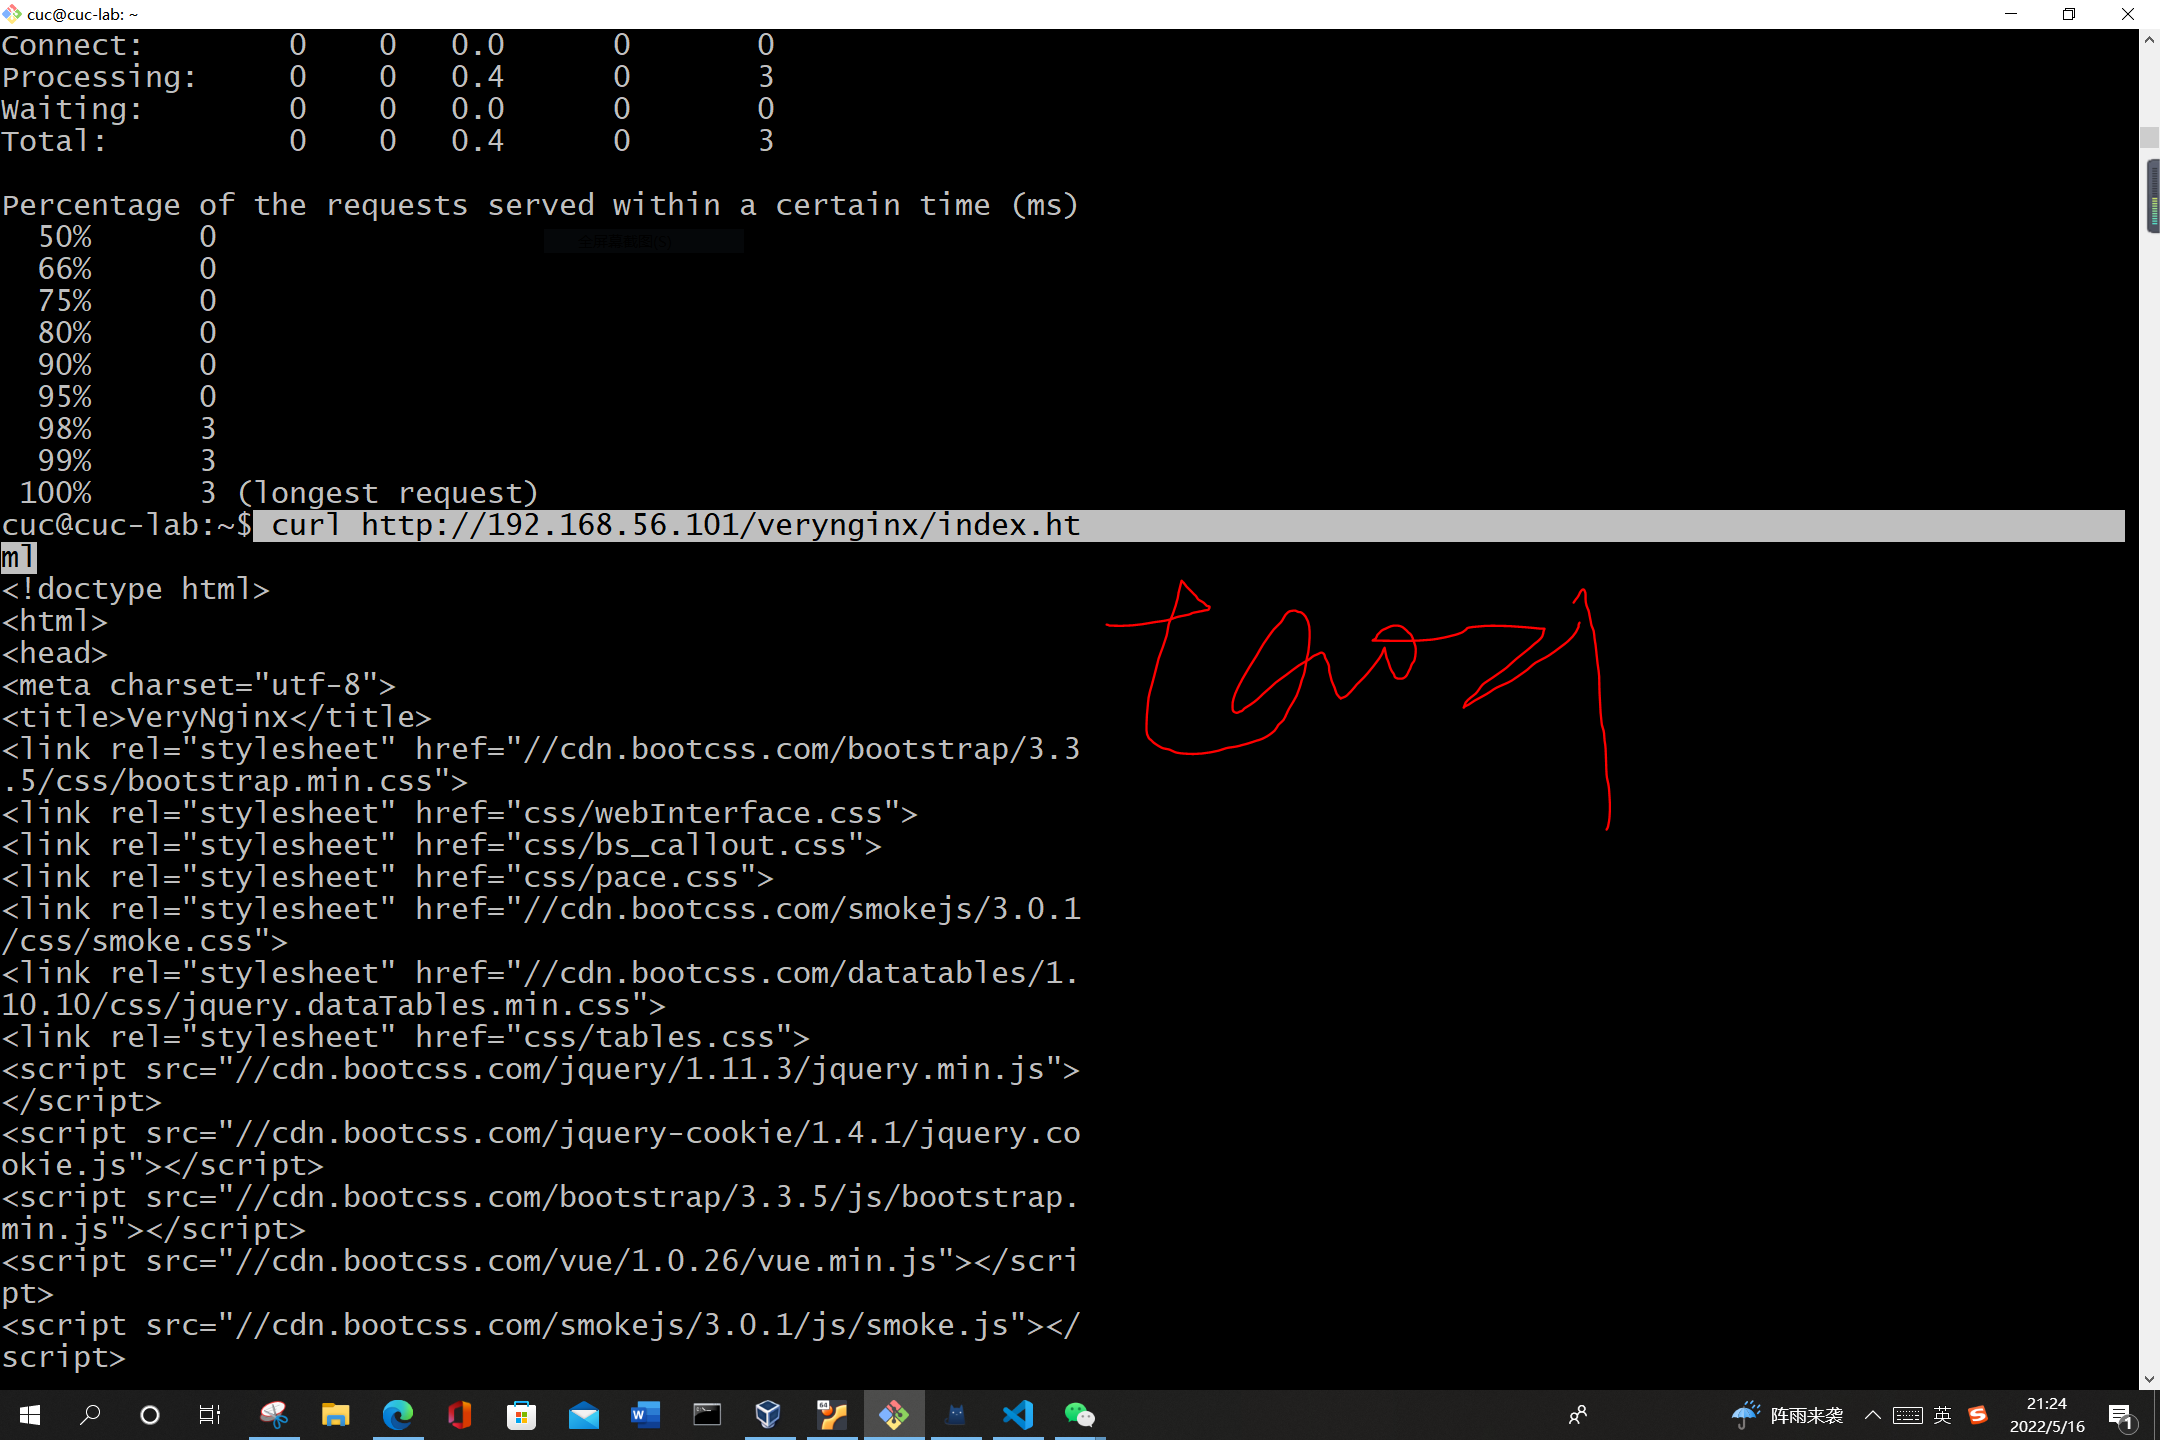 cuc@cuc-lab: ~
Connect: 0 0 0.0 0 0
Processing: 0 0 0.4 0 3
Waiting: 0 0 0.0 0 0
Total: 0 0 0.4 0 3
Percentage of the requests served within a certain time (ms)
50% 0
66% 0
75% 0
80% 0
90% 0
95% 0
98% 3
99% 3
100% 3 (longest request)
cuc@cuc-lab:~$ curl http://192.168.56.101/verynginx/index.ht
ml
<!doctype html>
<html>
<head>
<meta charset="utf-8">
<title>VeryNginx</title>
<link rel="stylesheet" href="//cdn.bootcss.com/bootstrap/3.3
.5/css/bootstrap.min.css">
<link rel="stylesheet" href="css/webInterface.css">
<link rel="stylesheet" href="css/bs_callout.css">
<link rel="stylesheet" href="css/pace.css">
<link rel="stylesheet" href="//cdn.bootcss.com/smokejs/3.0.1
/css/smoke.css">
<link rel="stylesheet" href="//cdn.bootcss.com/datatables/1.
10.10/css/jquery.dataTables.min.css">
<link rel="stylesheet" href="css/tables.css">
<script src="//cdn.bootcss.com/jquery/1.11.3/jquery.min.js">
</script>
<script src="//cdn.bootcss.com/jquery-cookie/1.4.1/jquery.co
okie.js"></script>
<script src="//cdn.bootcss.com/bootstrap/3.3.5/js/bootstrap.
min.js"></script>
<script src="//cdn.bootcss.com/vue/1.0.26/vue.min.js"></scri
pt>
<script src="//cdn.bootcss.com/smokejs/3.0.1/js/smoke.js"></
script>
阵雨来袭 英 21:24
2022/5/16 1